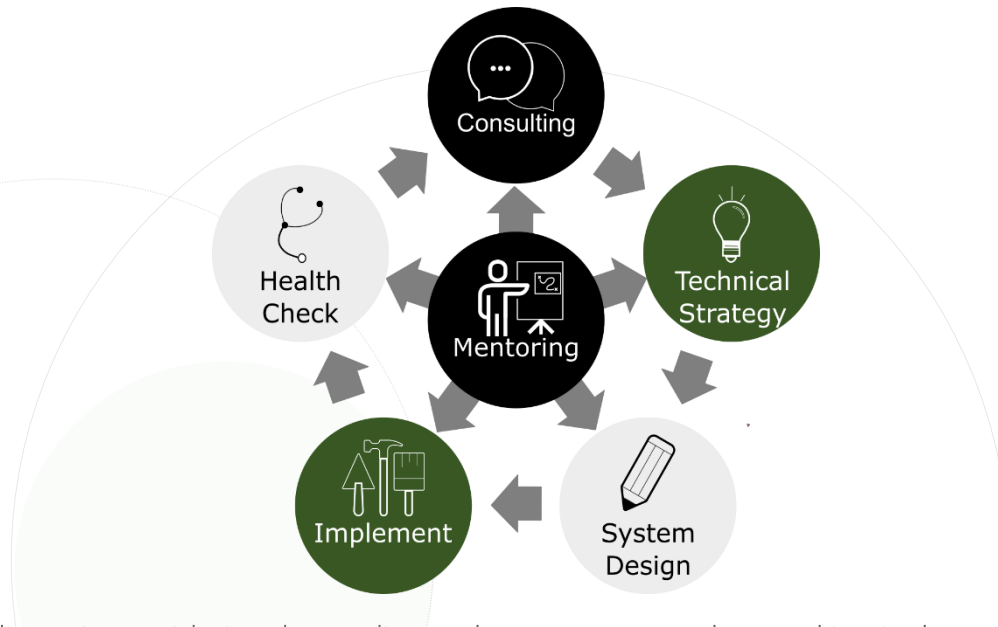 Consulting
Technical
Strategy
System
Design
Implement
Health
Check
Mentoring